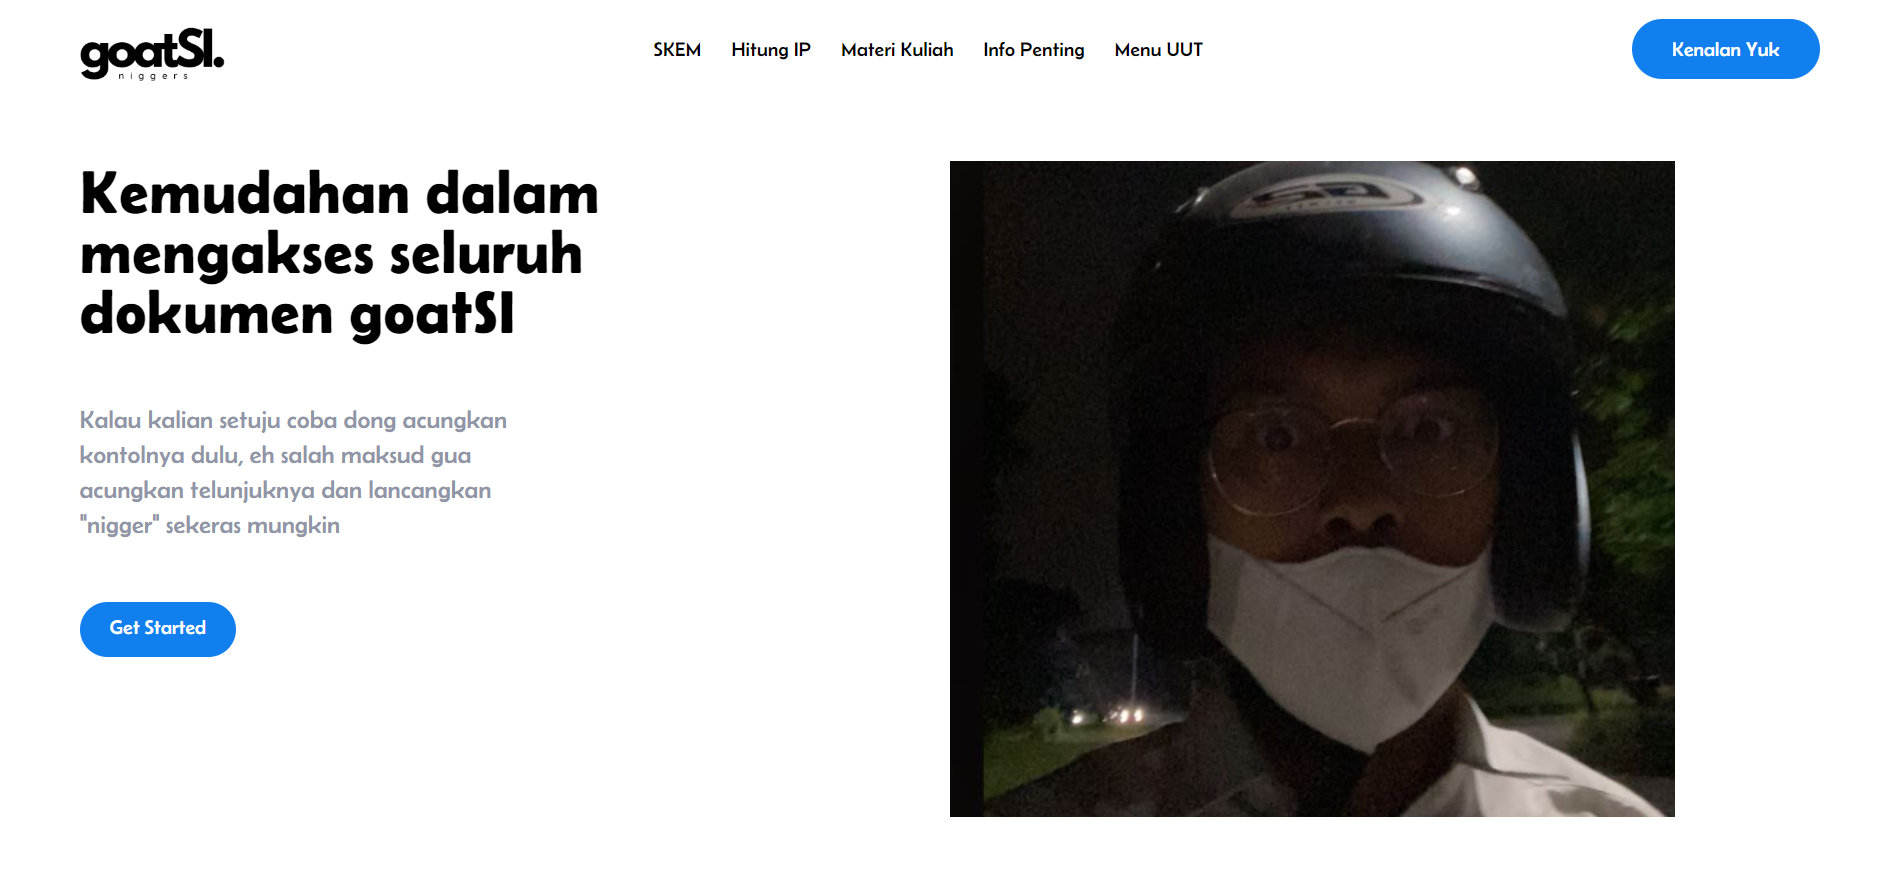 goatSI.
niggers
SKEM
Hitung IP
Materi Kuliah
Info Penting
Menu UUT
Kenalan Yuk
Kemudahan dalam
mengakses seluruh
dokumen goatSI
Kalau kalian setuju coba dong acungkan
kontolnya dulu, eh salah maksud gua
acungkan telunjuknya dan lancangkan
"nigger" sekeras mungkin
Get Started